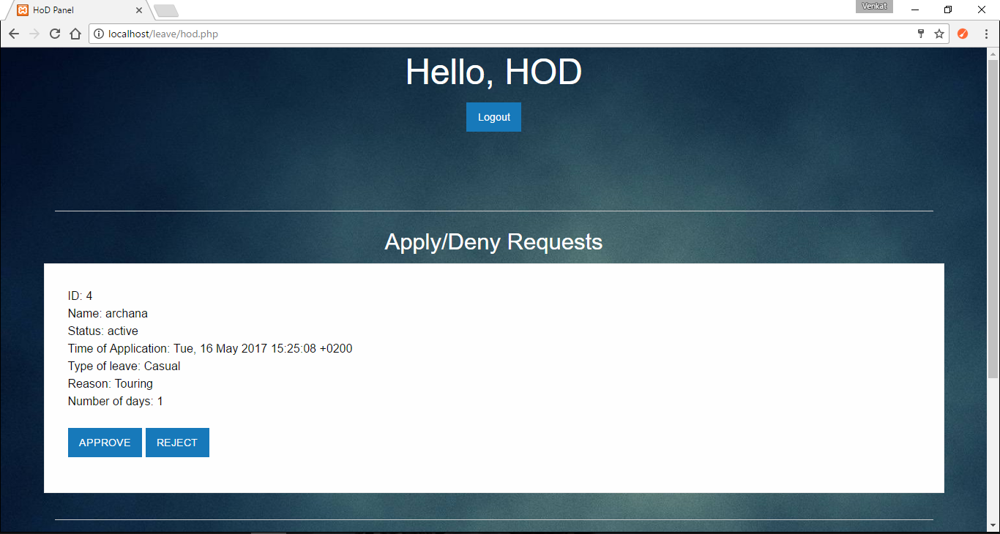 HoD Panel
Venkat
localhost/leave/hod.php
Hello, HOD
Logout
Apply/Deny Requests
ID: 4
Name: archana
Status: active
Time of Application: Tue, 16 May 2017 15:25:08 +0200
Type of leave: Casual
Reason: Touring
Number of days: 1
APPROVE REJECT